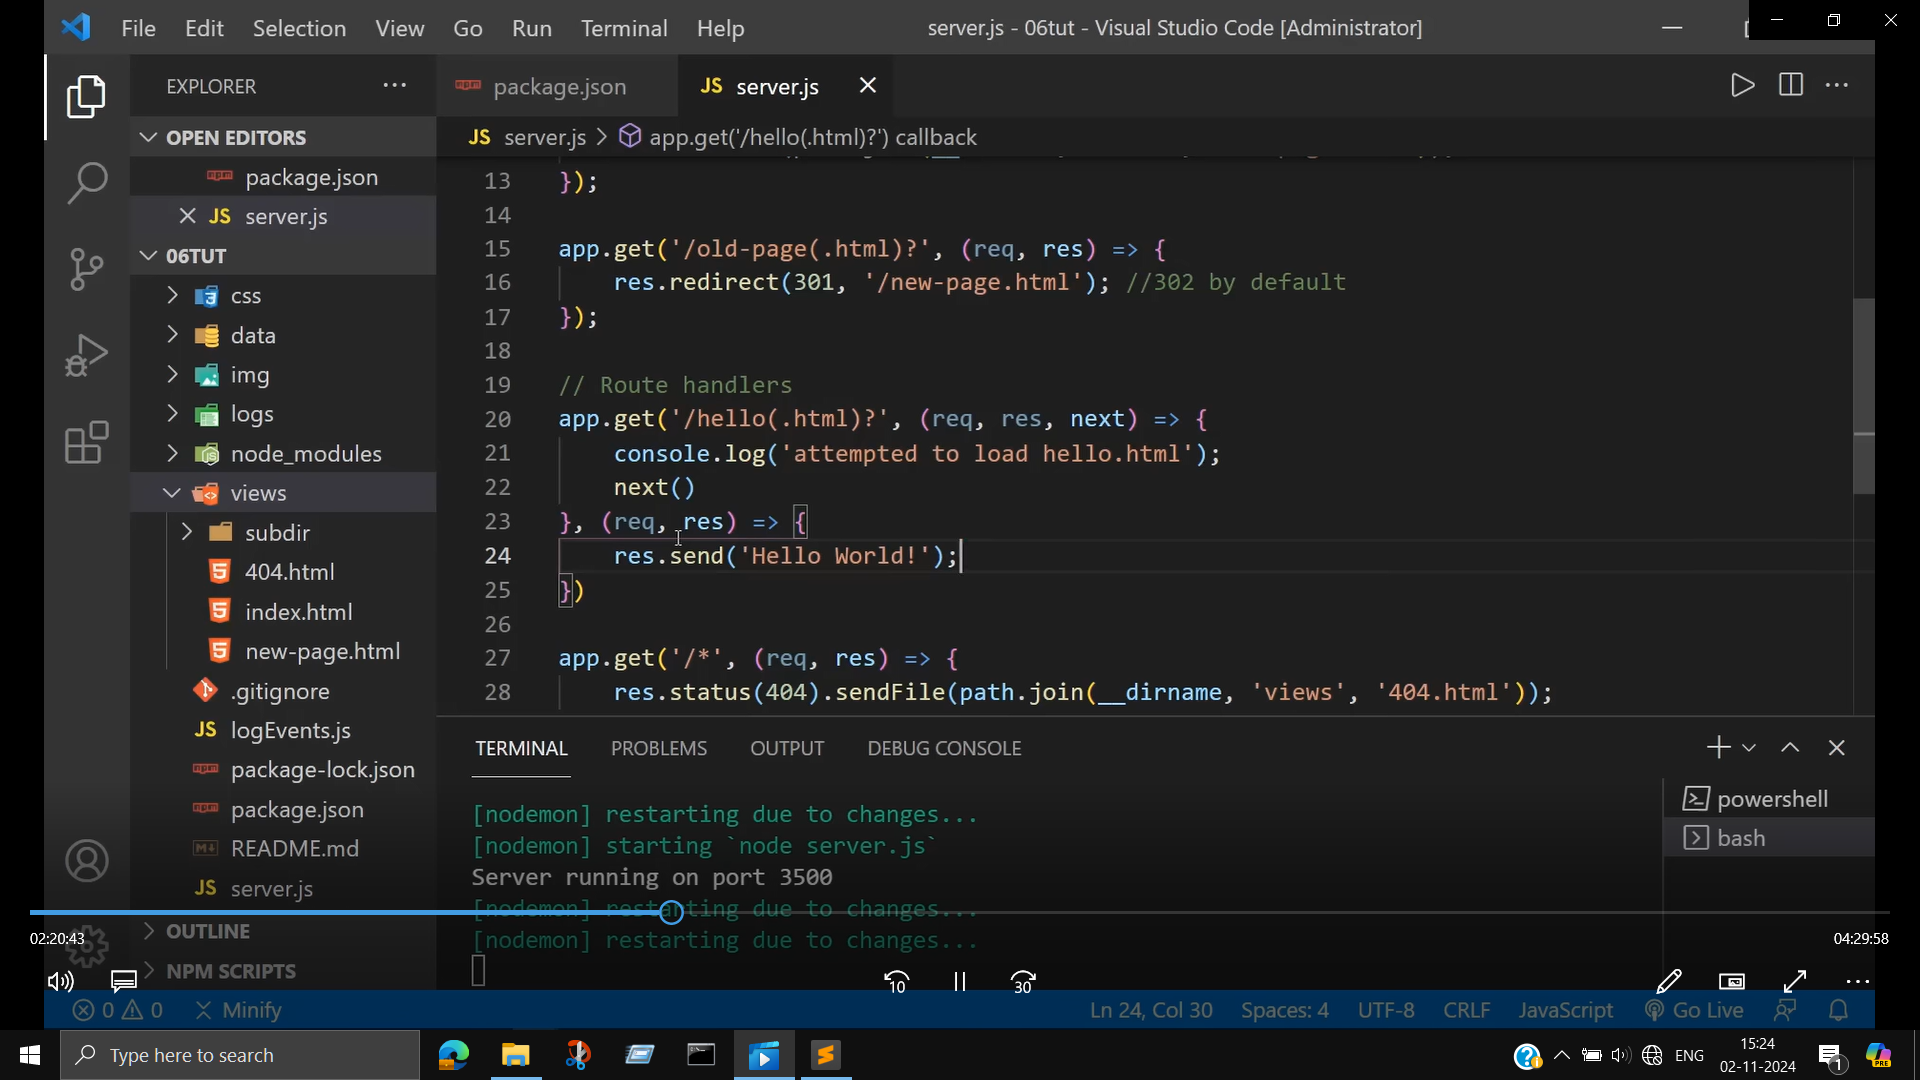 File Edit Selection View Go Run Terminal Help server.js - 06tut - Visual Studio Code [Administrator]
EXPLORER
OPEN EDITORS
package.json
JS server.js
06TUT
css
data
img
logs
node_modules
views
subdir
404.html
index.html
new-page.html
.gitignore
JS logEvents.js
package-lock.json
package.json
README.md
JS server.js
OUTLINE
NPM SCRIPTS
package.json JS server.js
JS server.js > app.get('/hello(.html)?') callback
13 });
14
15 app.get('/old-page(.html)?', (req, res) => {
16 res.redirect(301, '/new-page.html'); //302 by default
17 });
18
19 // Route handlers
20 app.get('/hello(.html)?', (req, res, next) => {
21 console.log('attempted to load hello.html');
22 next()
23 }, (req, res) => {
24 res.send('Hello World!');
25 })
26
27 app.get('/*', (req, res) => {
28 res.status(404).sendFile(path.join(__dirname, 'views', '404.html'));
TERMINAL PROBLEMS OUTPUT DEBUG CONSOLE
powershell
bash
[nodemon] restarting due to changes...
[nodemon] starting `node server.js`
Server running on port 3500
[nodemon] restarting due to changes...
[nodemon] restarting due to changes...
02:20:43 04:29:58
10 30
0 0 Minify Ln 24, Col 30 Spaces: 4 UTF-8 CRLF JavaScript Go Live
Type here to search ENG 15:24
02-11-2024
1
PRE